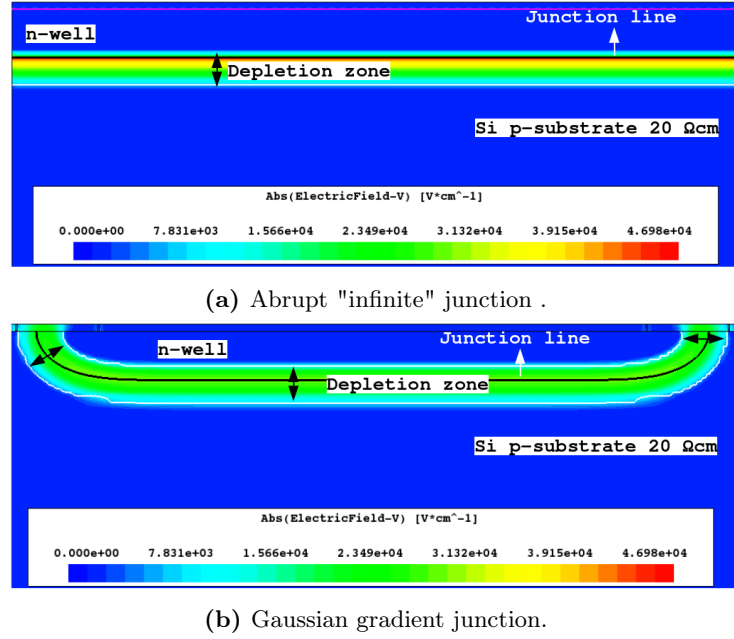 Junction line
n-well
Depletion zone
Si p-substrate 20 Ωcm
Abs(ElectricField-V) [V*cm^-1]
0.000e+00 7.831e+03 1.566e+04 2.349e+04 3.132e+04 3.915e+04 4.698e+04
(a) Abrupt "infinite" junction .
Junction line
n-well
Depletion zone
Si p-substrate 20 Ωcm
Abs(ElectricField-V) [V*cm^-1]
0.000e+00 7.831e+03 1.566e+04 2.349e+04 3.132e+04 3.915e+04 4.698e+04
(b) Gaussian gradient junction.